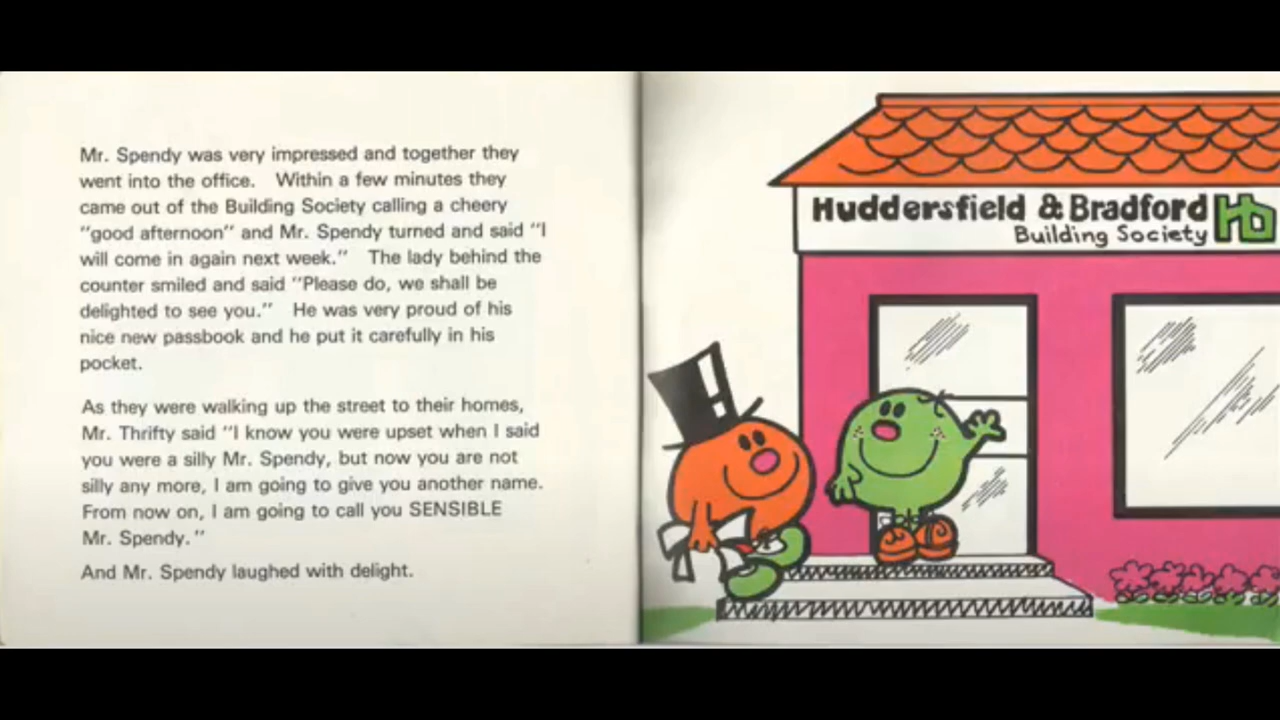 Mr. Spendy was very impressed and together they
went into the office. Within a few minutes they
came out of the Building Society calling a cheery
"good afternoon" and Mr. Spendy turned and said "I
will come in again next week." The lady behind the
counter smiled and said "Please do, we shall be
delighted to see you." He was very proud of his
nice new passbook and he put it carefully in his
pocket.
As they were walking up the street to their homes,
Mr. Thrifty said "I know you were upset when I said
you were a silly Mr. Spendy, but now you are not
silly any more, I am going to give you another name.
From now on, I am going to call you SENSIBLE
Mr. Spendy."
And Mr. Spendy laughed with delight.
Huddersfield & Bradford
Building Society
Hb